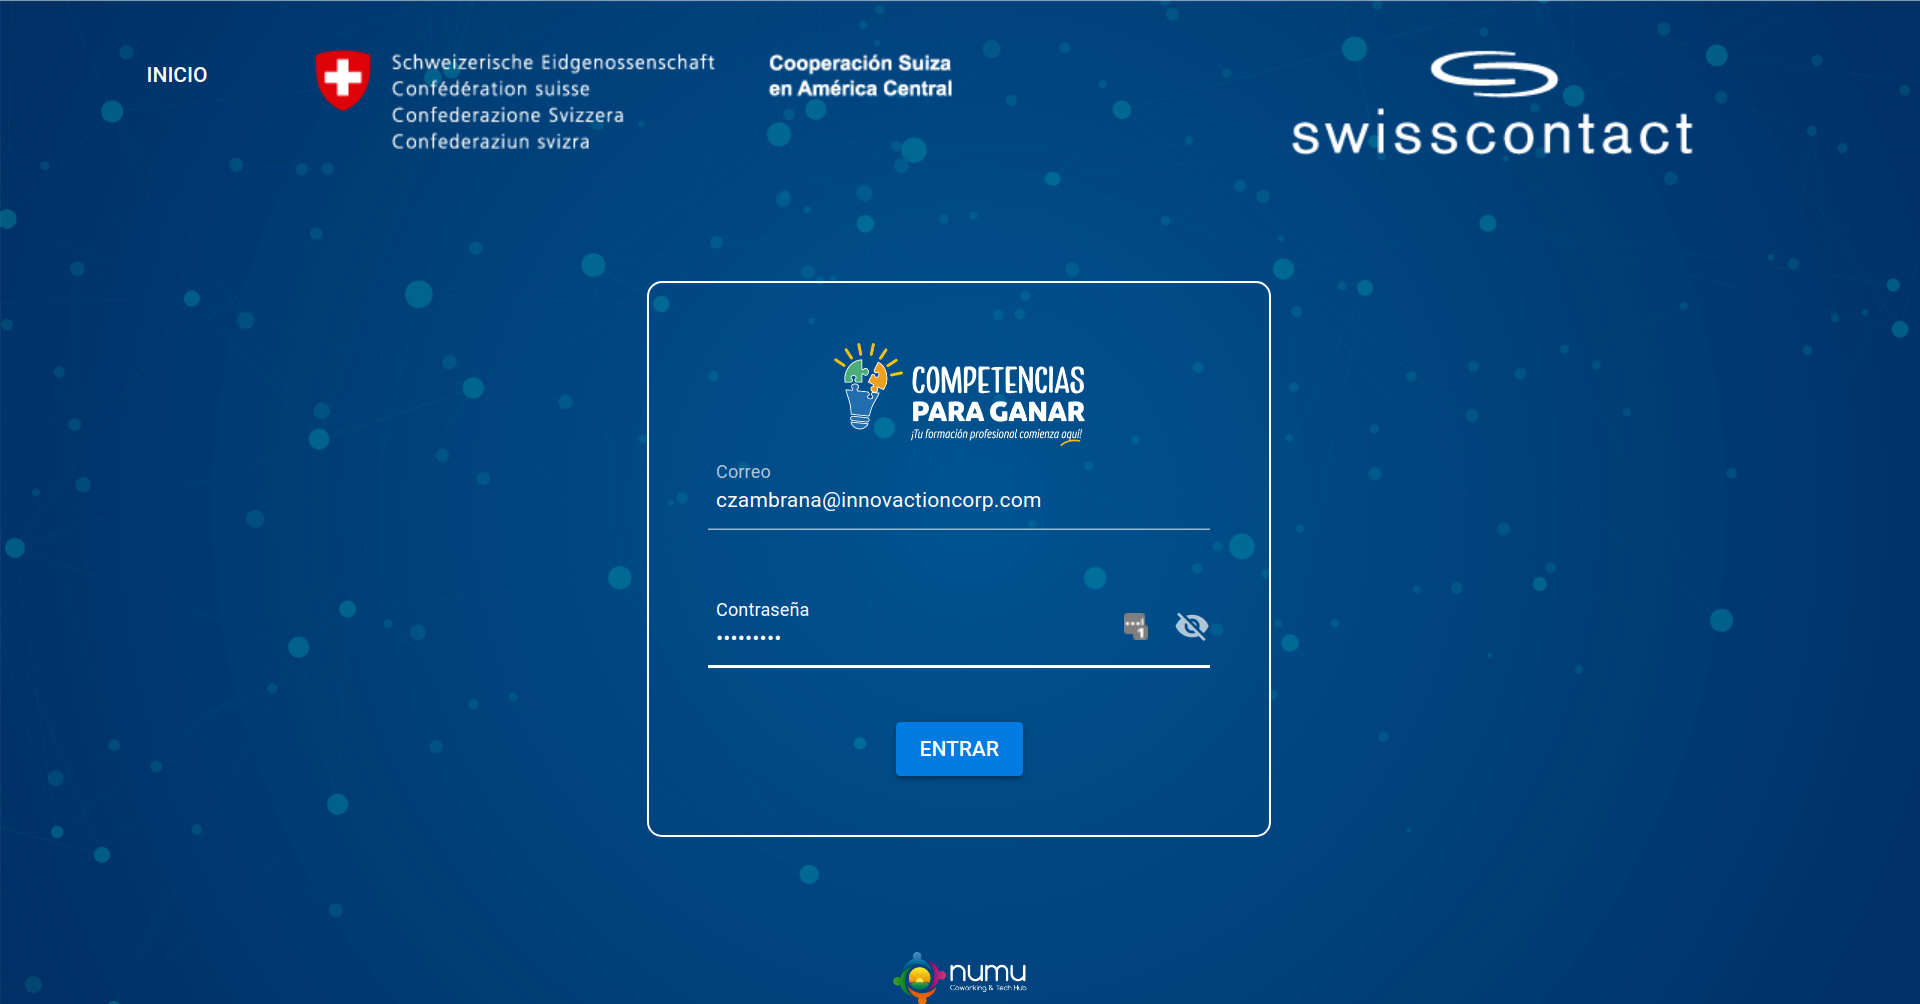 INICIO
Schweizerische Eidgenossenschaft
Confédération suisse
Confederazione Svizzera
Confederaziun svizra
Cooperación Suiza
en América Central
swisscontact
COMPETENCIAS
PARA GANAR
¡Tu formación profesional comienza aquí!
Correo
czambrana@innovactioncorp.com
Contraseña
•••••••••
1
ENTRAR
numu
Coworking & Tech Hub